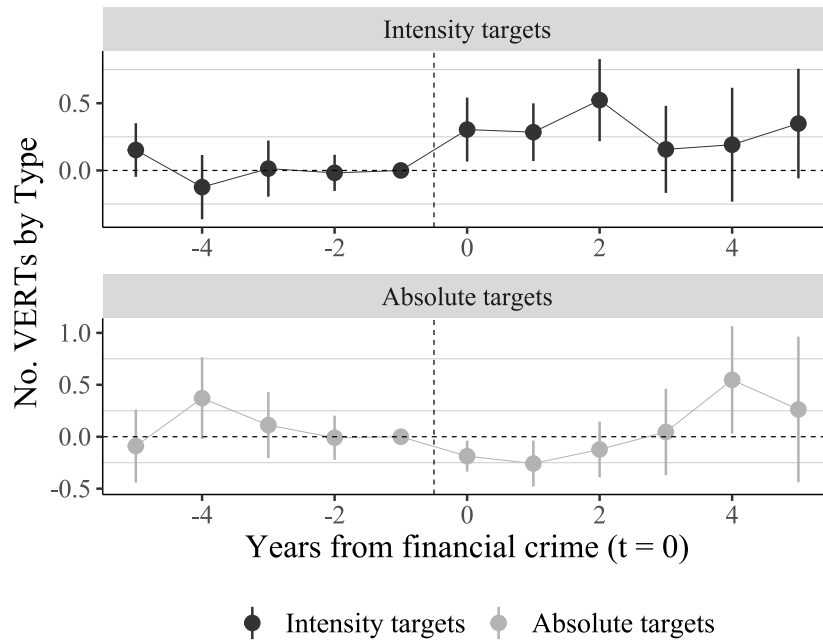 Intensity targets
0.5
0.0
-4 -2 0 2 4
No. VERTs by Type
Absolute targets
1.0
0.5
0.0
-0.5
-4 -2 0 2 4
Years from financial crime (t = 0)
Intensity targets Absolute targets